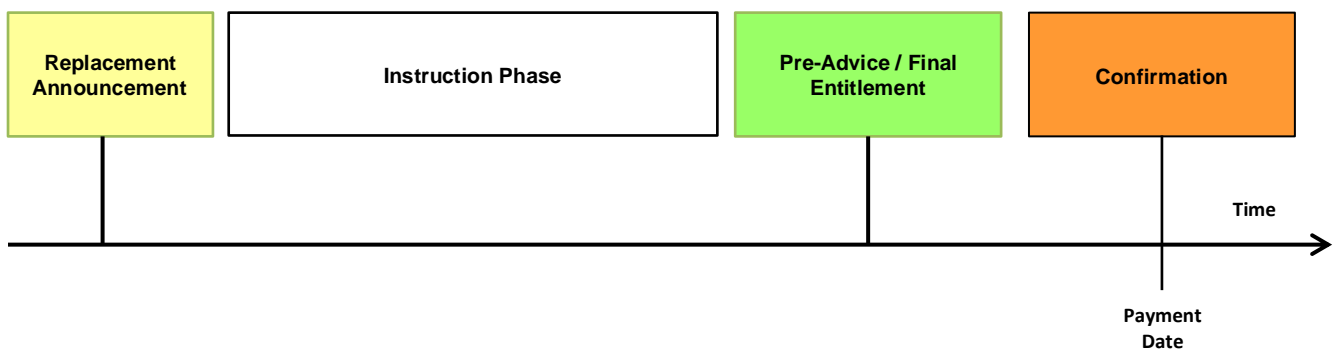 Replacement
Announcement
Instruction Phase
Pre-Advice / Final
Entitlement
Confirmation
Time
Payment
Date